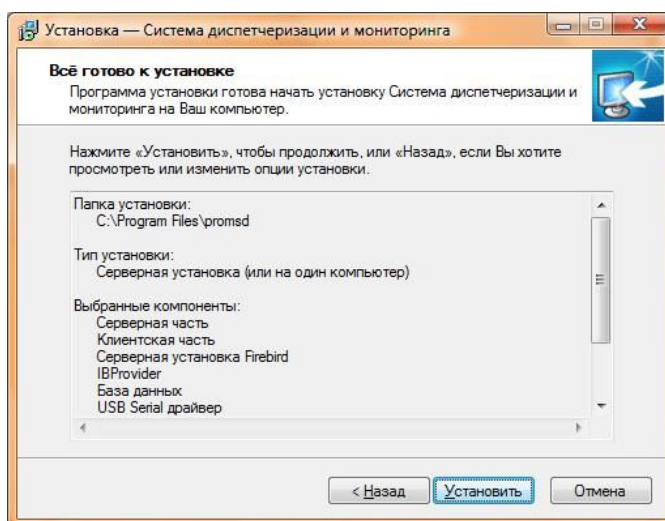 Установка — Система диспетчеризации и мониторинга
Всё готово к установке
Программа установки готова начать установку Система диспетчеризации и
мониторинга на Ваш компьютер.
Нажмите «Установить», чтобы продолжить, или «Назад», если Вы хотите
просмотреть или изменить опции установки.
Папка установки:
C:\Program Files\promsd
Тип установки:
Серверная установка (или на один компьютер)
Выбранные компоненты:
Серверная часть
Клиентская часть
Серверная установка Firebird
IBProvider
База данных
USB Serial драйвер
< Назад
Установить
Отмена